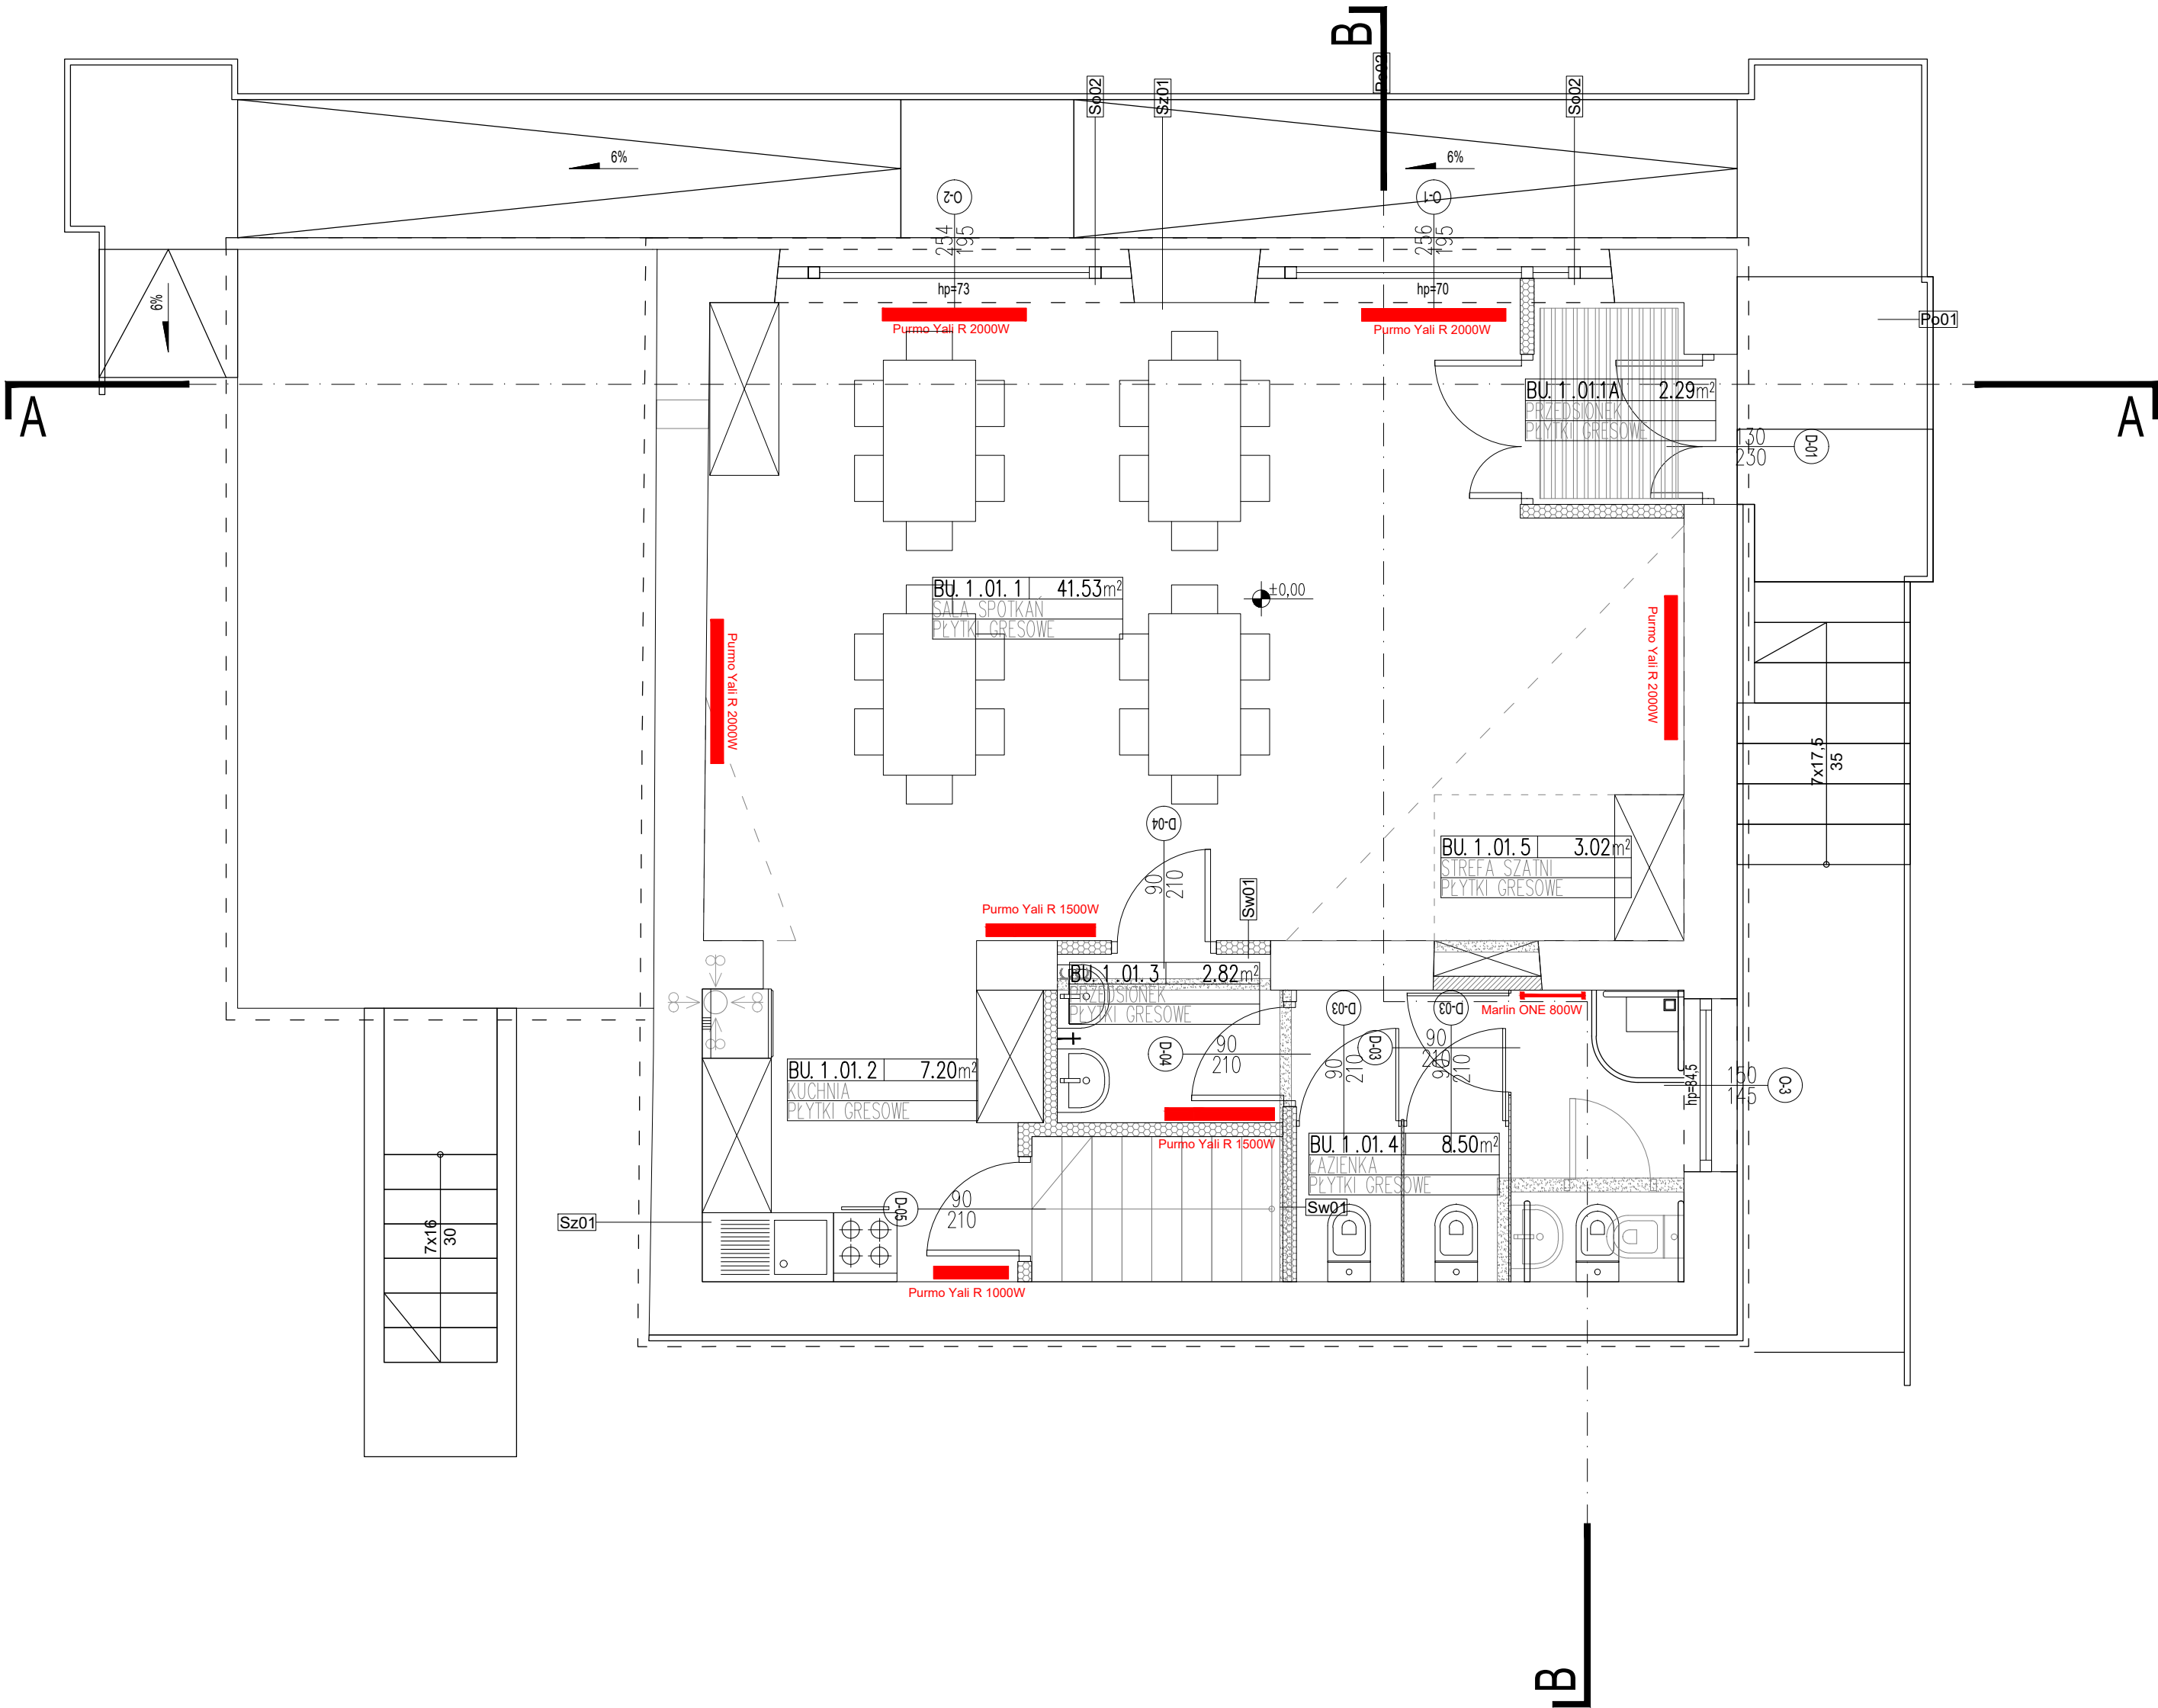 B
So02
Sz01
Po02
So02
6%
6%
O-2
O-1
254
195
256
195
6%
hp=73
hp=70
Purmo Yali R 2000W
Purmo Yali R 2000W
Po01
A
A
BU. 1 .01.1A 2.29m²
PRZEDSIONEK
PŁYTKI GRESOWE
130
230
D-01
BU. 1 .01. 1 41.53m²
SALA SPOTKAŃ
PŁYTKI GRESOWE
±0,00
Purmo Yali R 2000W
Purmo Yali R 2000W
7x17,5
35
D-04
90
210
BU. 1 .01. 5 3.02m²
STREFA SZATNI
PŁYTKI GRESOWE
Sw01
Purmo Yali R 1500W
BU. 1 .01. 3 2.82m²
PRZEDSIONEK
PŁYTKI GRESOWE
D-03
D-03
Marlin ONE 800W
D-04
90
210
D-03
90
210
90
210
90
210
BU. 1 .01. 2 7.20m²
KUCHNIA
PŁYTKI GRESOWE
hp=84,5
150
145
O-3
Purmo Yali R 1500W
BU. 1 .01. 4 8.50m²
ŁAZIENKA
PŁYTKI GRESOWE
D-05
90
210
Sw01
Sz01
7x16
30
Purmo Yali R 1000W
B